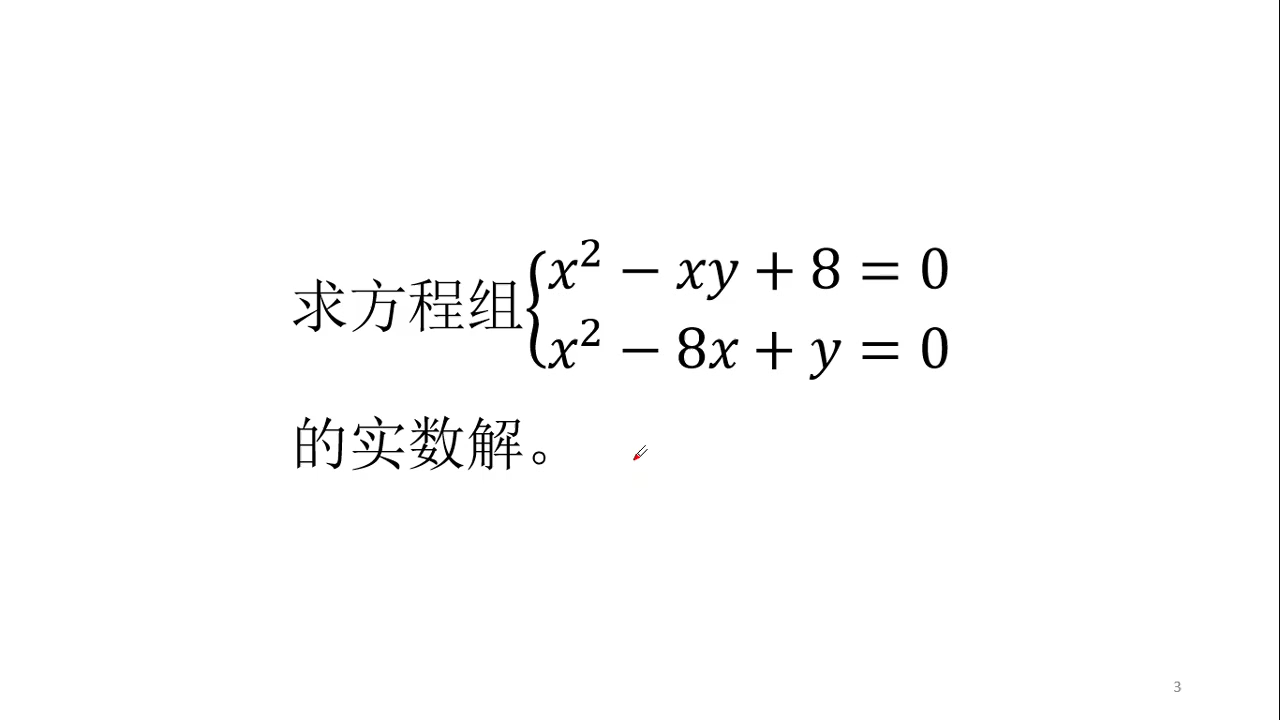 求方程组{x² − xy + 8 = 0
x² − 8x + y = 0
的实数解。
3